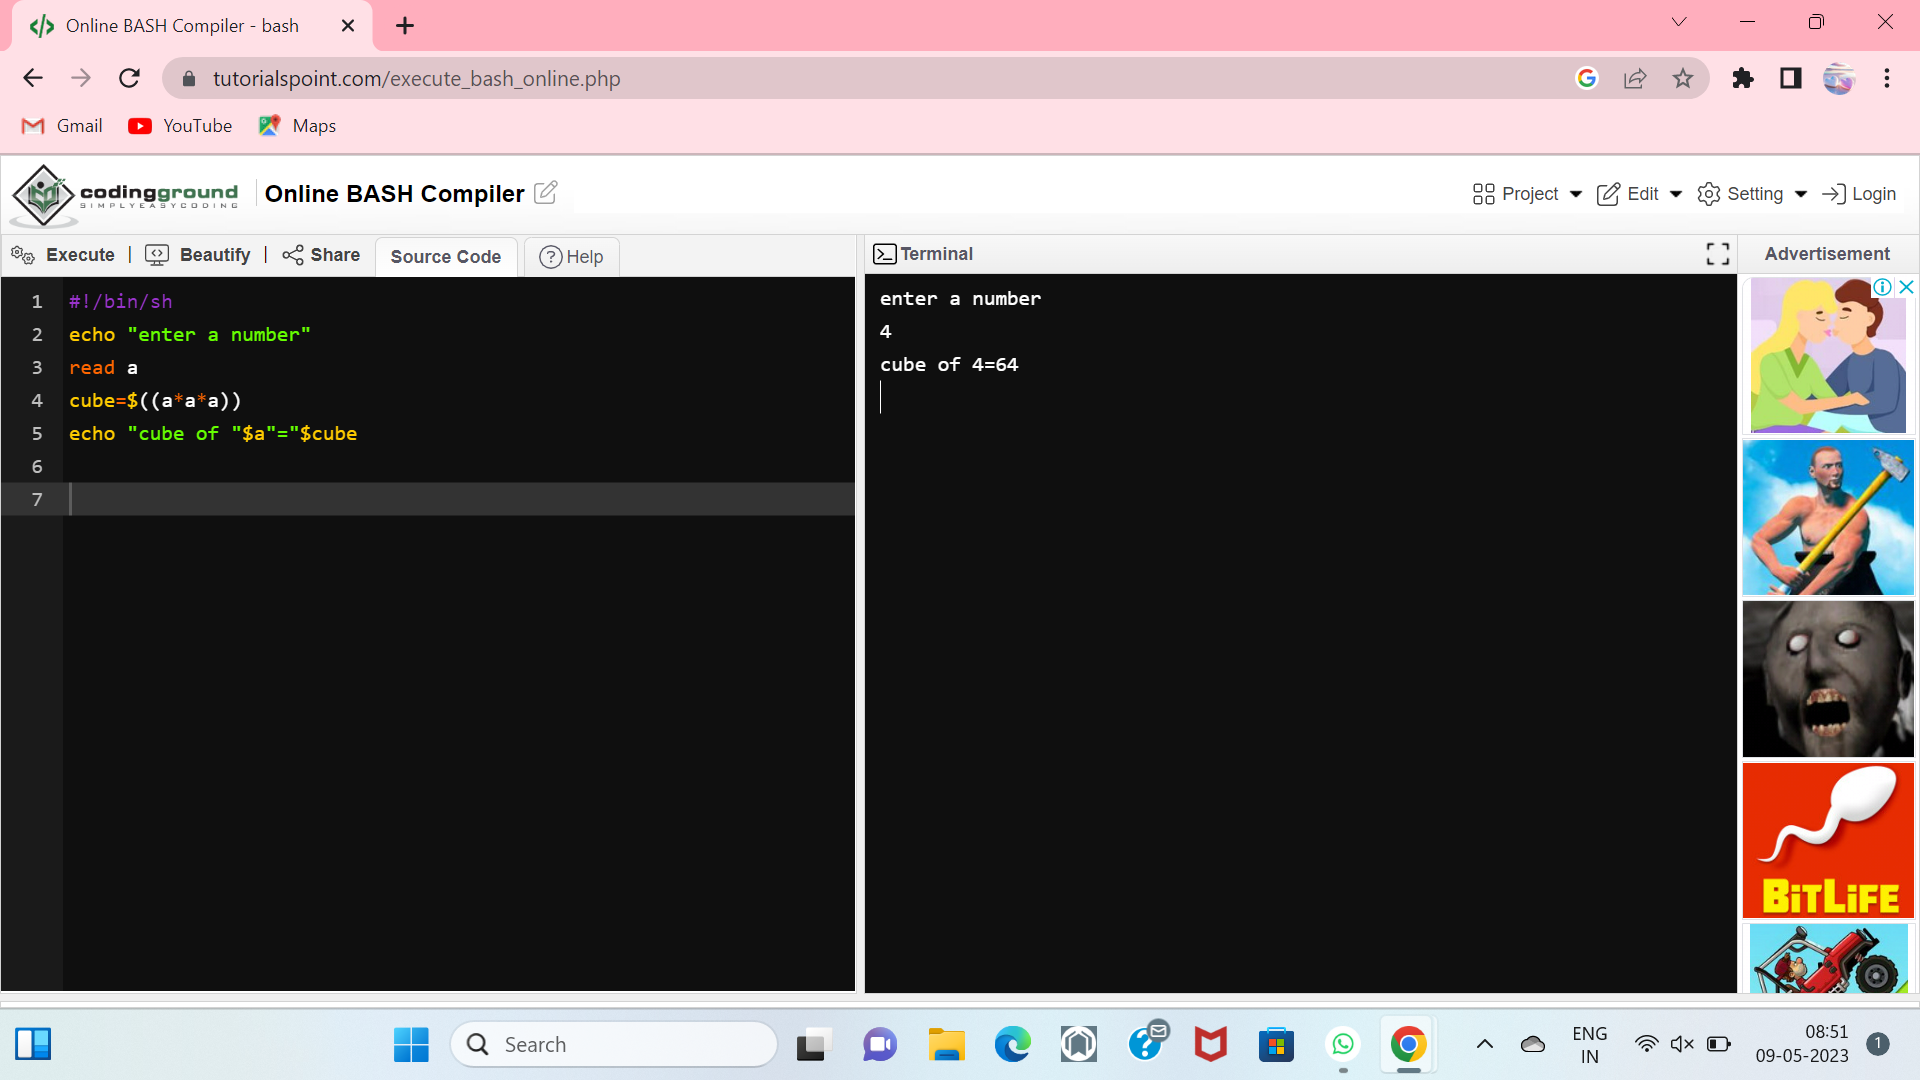 Online BASH Compiler - bash
tutorialspoint.com/execute_bash_online.php
Gmail YouTube Maps
codingground
SIMPLYEASYCODING
Online BASH Compiler
Project Edit Setting Login
Execute | Beautify | Share Source Code Help
Terminal
Advertisement
1 #!/bin/sh
2 echo "enter a number"
3 read a
4 cube=$((a*a*a))
5 echo "cube of "$a"="$cube
6
7
enter a number
4
cube of 4=64
BiTLiFE
Search
ENG
IN
08:51
09-05-2023
1